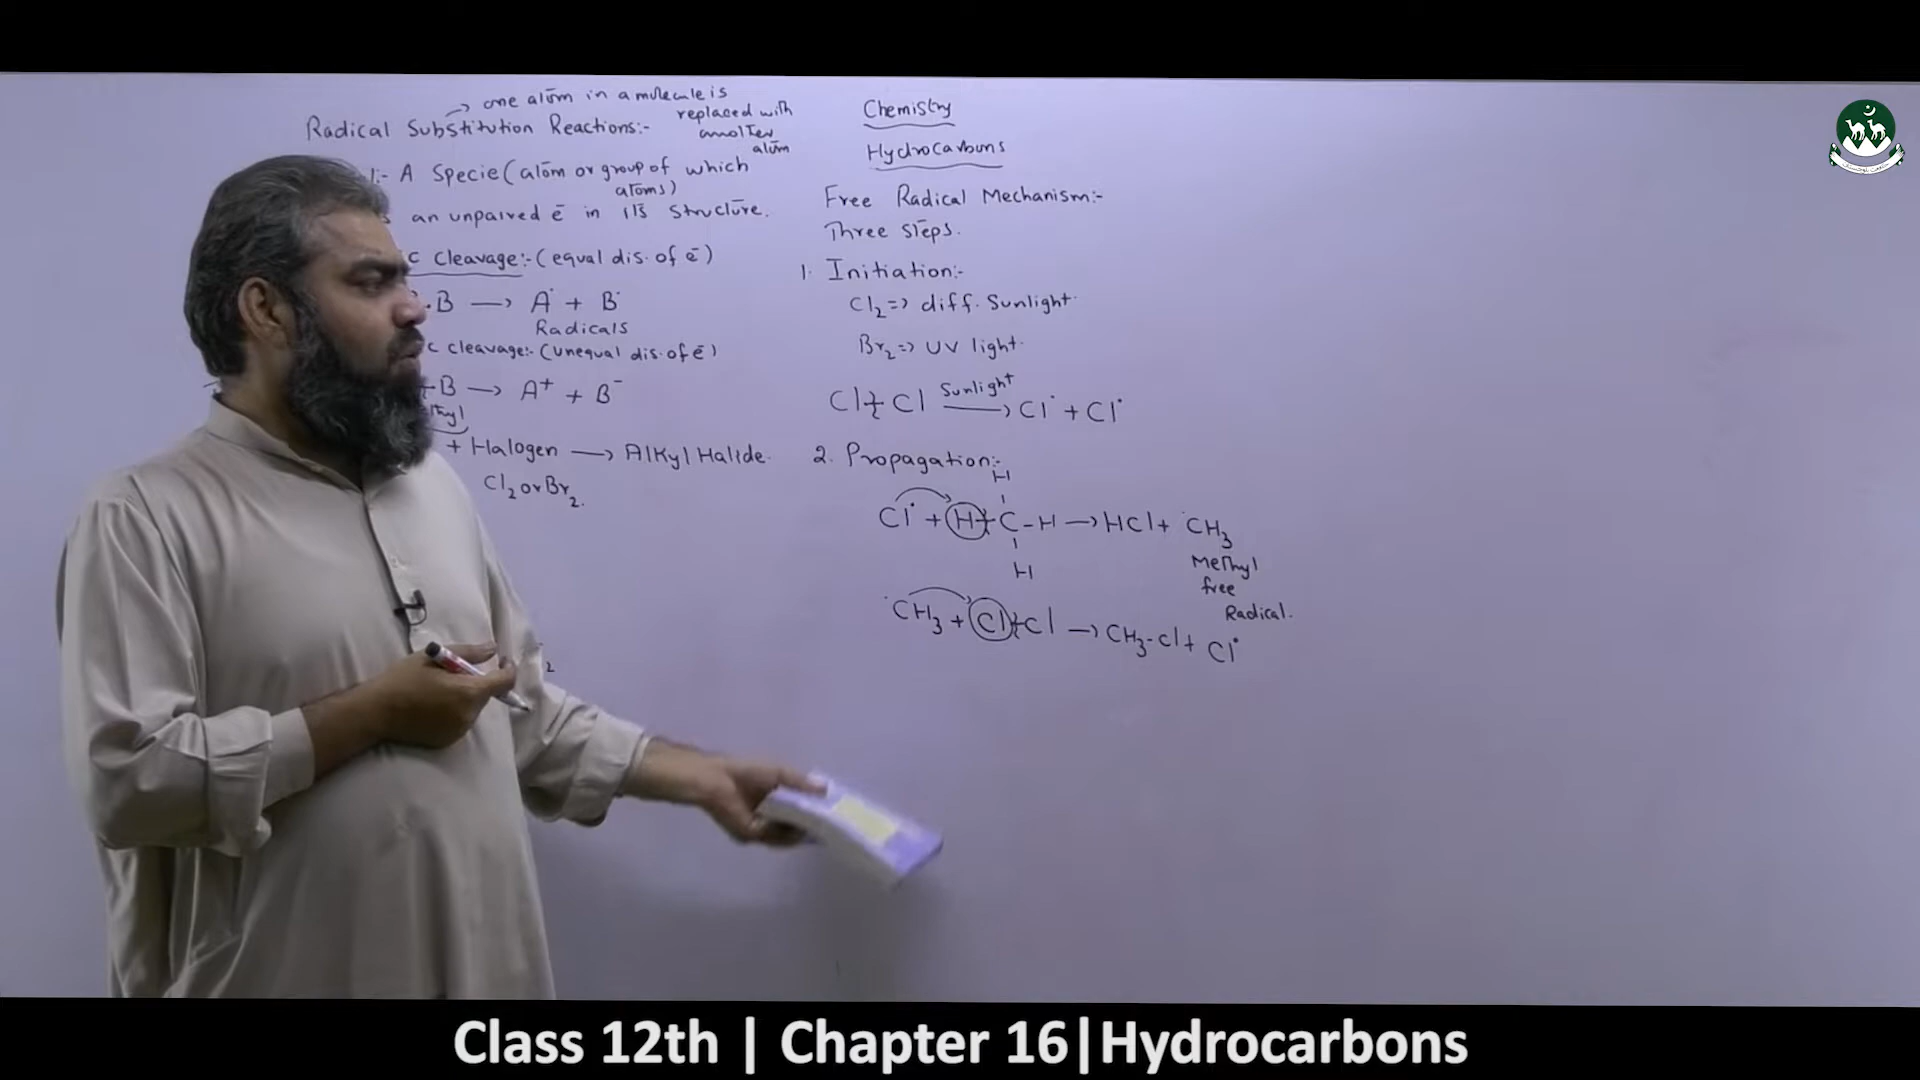 one atom in a molecule is
Radical Substitution Reactions:- replaced with
another
atom
1:- A Specie (atom or group of which
atoms)
an unpaired e̅ in its structure.
c cleavage:- (equal dis. of e̅)
.B → A˙ + B˙
Radicals
c cleavage:- (unequal dis. of e̅)
+B → A⁺ + B⁻
+ Halogen → Alkyl Halide.
Cl₂ or Br₂.
2
Chemistry
Hydrocarbons
Free Radical Mechanism:-
Three steps.
1. Initiation:-
Cl₂ => diff. Sunlight.
Br₂ => UV light.
Sunlight
Cl-Cl → Cl˙ + Cl˙
2. Propagation:-
H
Cl˙ + H-C-H → HCl + ˙CH₃
H
Methyl
free
Radical.
˙CH₃ + Cl-Cl → CH₃-Cl + Cl˙
Class 12th | Chapter 16|Hydrocarbons